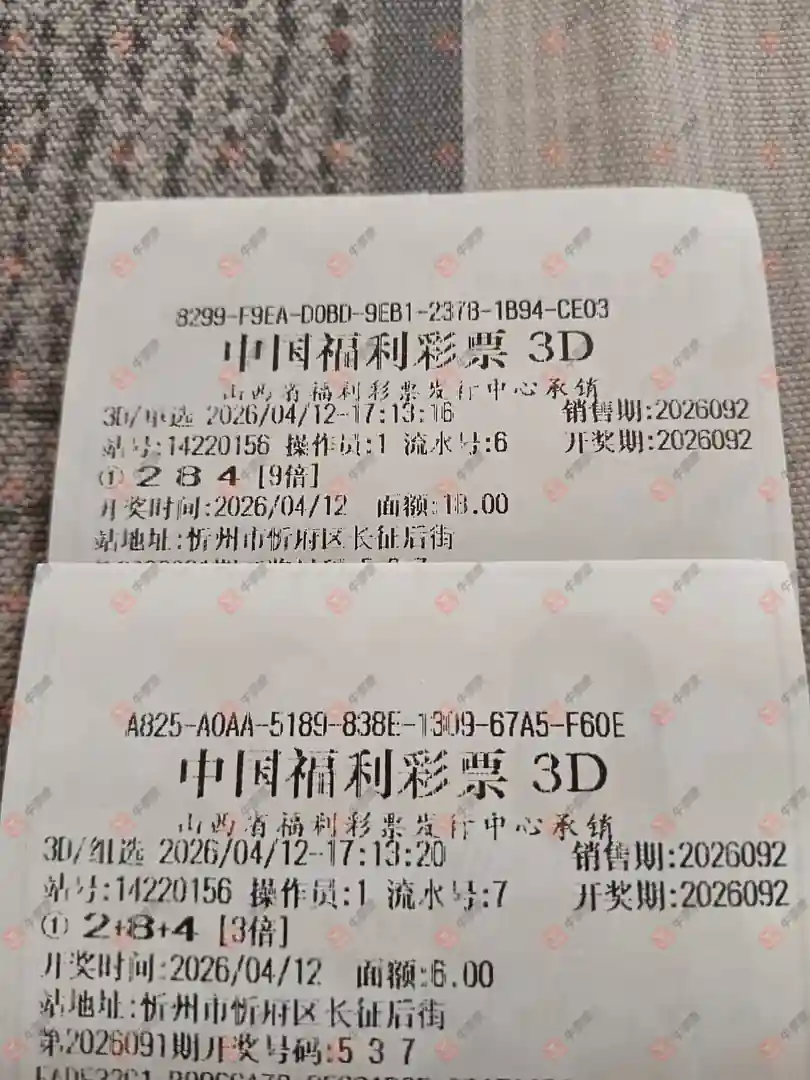 8299-F9EA-D0BD-9EB1-2378-1B94-CE03
中国福利彩票 3D
山西省福利彩票发行中心承销
3D/单选 2026/04/12-17:13:16 销售期:2026092
站号:14220156 操作员:1 流水号:6 开奖期:2026092
① 2 8 4 [9倍]
开奖时间:2026/04/12 面额:18.00
站地址:忻州市忻府区长征后街
A825-A0AA-5189-838E-1309-67A5-F60E
中国福利彩票 3D
山西省福利彩票发行中心承销
3D/组选 2026/04/12-17:13:20 销售期:2026092
站号:14220156 操作员:1 流水号:7 开奖期:2026092
① 2+8+4 [3倍]
开奖时间:2026/04/12 面额:6.00
站地址:忻州市忻府区长征后街
第2026091期开奖号码:5 3 7